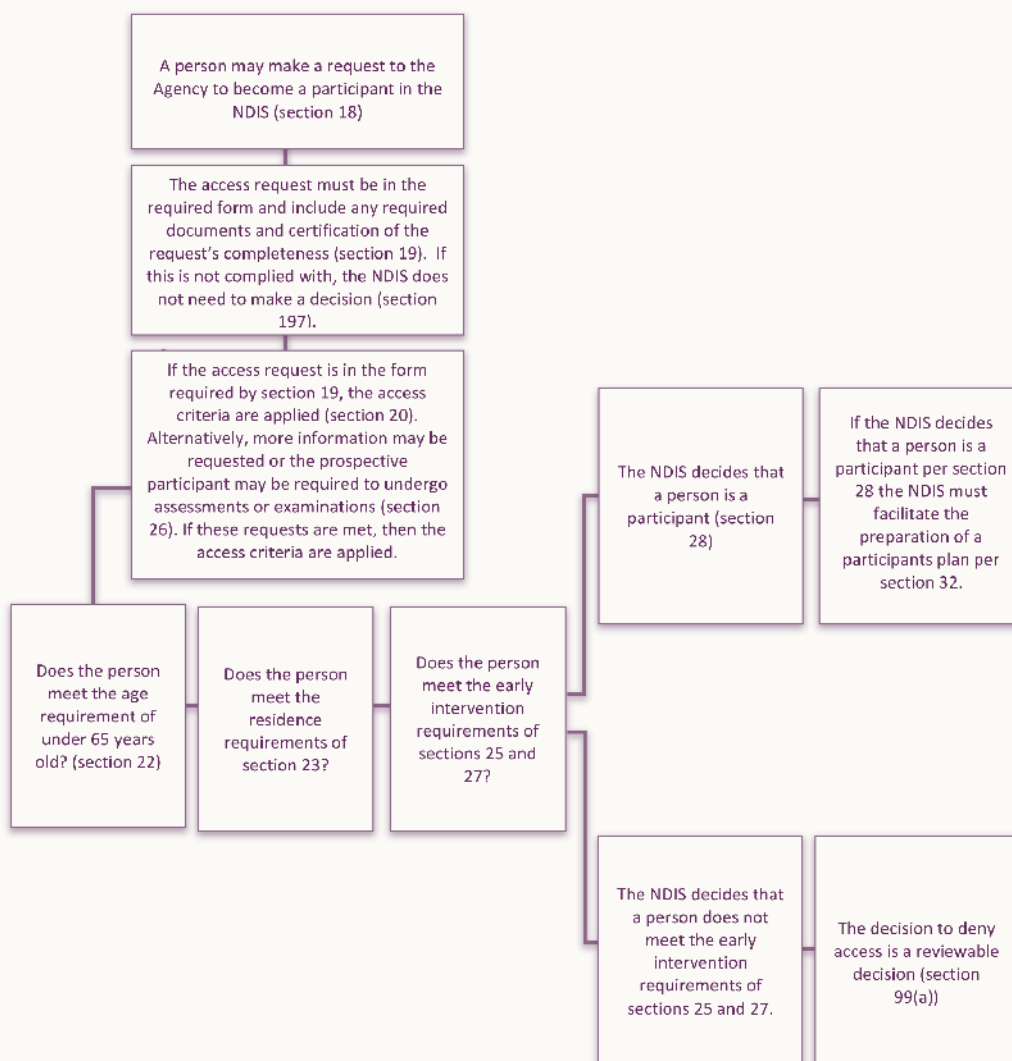 A person may make a request to the
Agency to become a participant in the
NDIS (section 18)
The access request must be in the
required form and include any required
documents and certification of the
request's completeness (section 19).  If
this is not complied with, the NDIS does
not need to make a decision (section
197).
If the access request is in the form
required by section 19, the access
criteria are applied (section 20).
Alternatively, more information may be
requested or the prospective
participant may be required to undergo
assessments or examinations (section
26). If these requests are met, then the
access criteria are applied.
Does the person
meet the age
requirement of
under 65 years
old? (section 22)
Does the person
meet the
residence
requirements of
section 23?
Does the person
meet the early
intervention
requirements of
sections 25 and
27?
The NDIS decides that
a person is a
participant (section
28)
If the NDIS decides
that a person is a
participant per section
28 the NDIS must
facilitate the
preparation of a
participants plan per
section 32.
The NDIS decides that
a person does not
meet the early
intervention
requirements of
sections 25 and 27.
The decision to deny
access is a reviewable
decision (section
99(a))